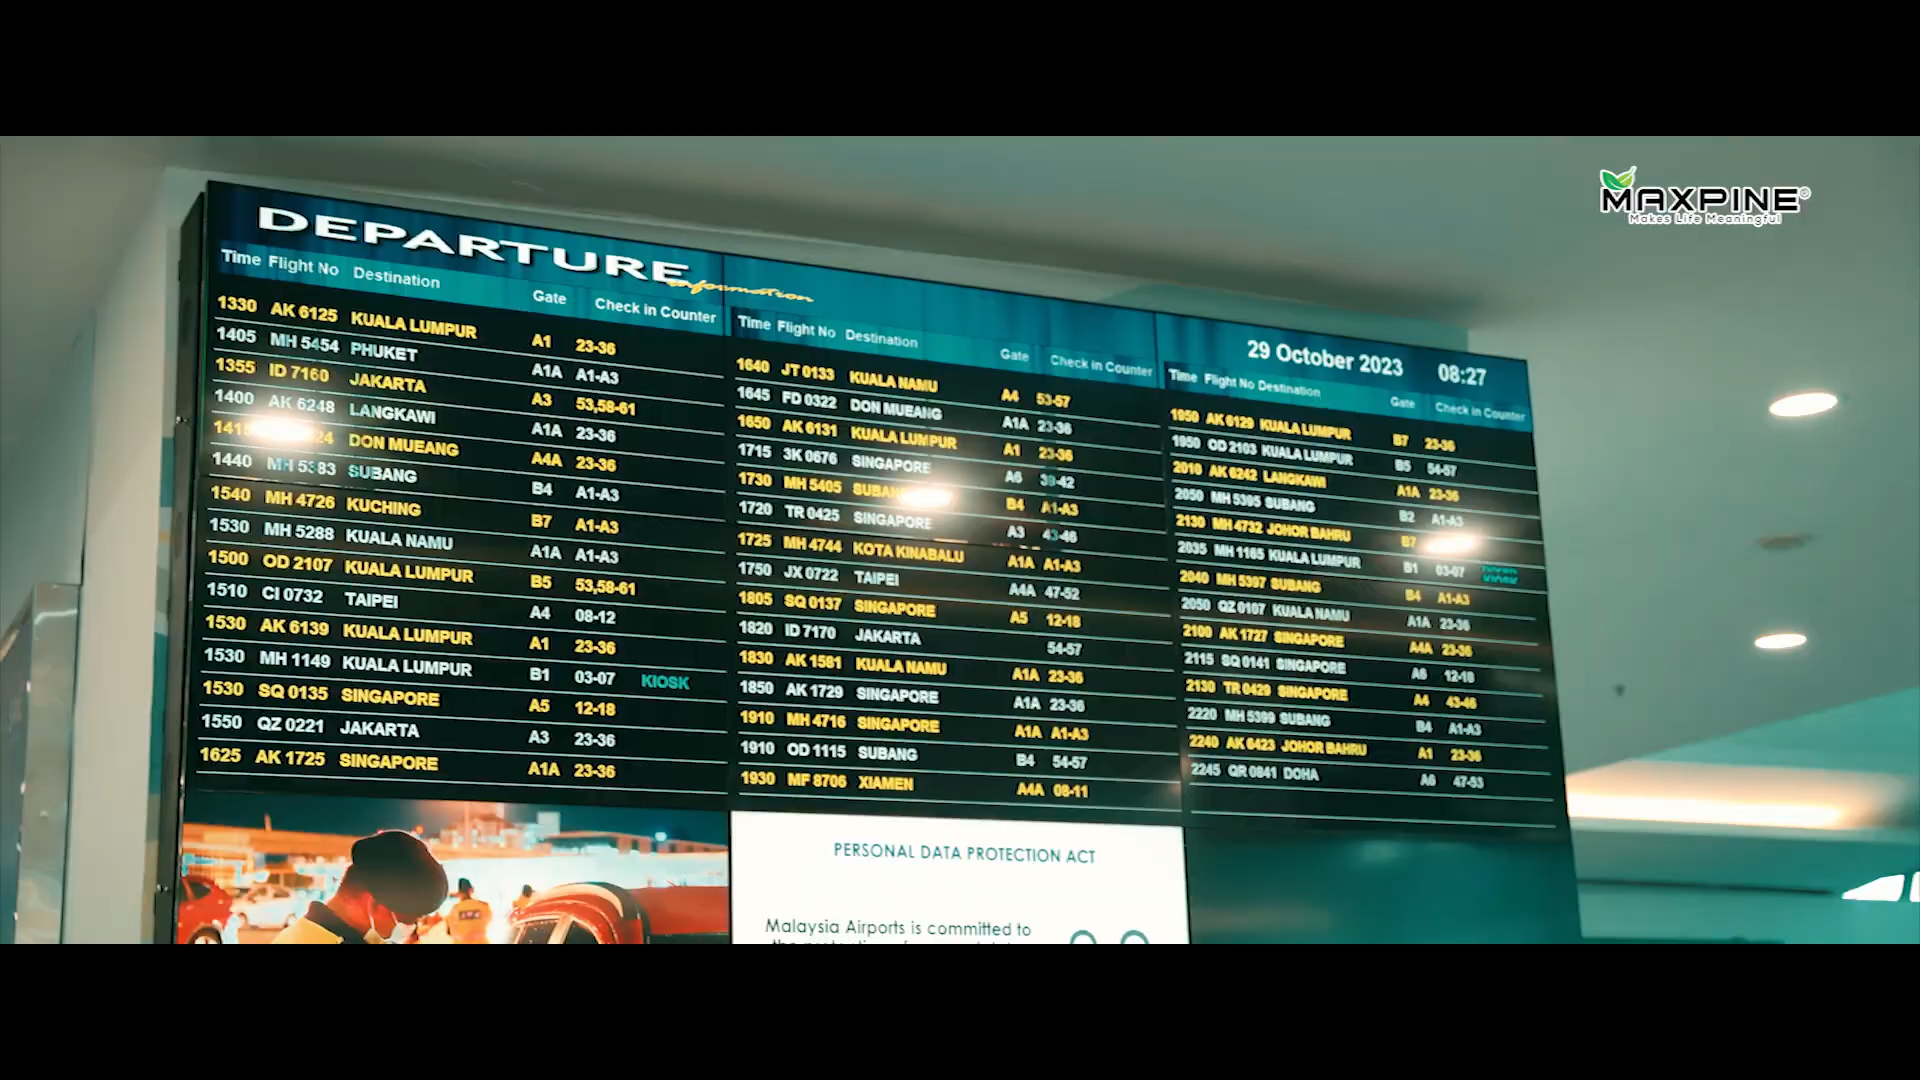 MAXPINE®
Makes Life Meaningful
DEPARTURE information
Time Flight No Destination Gate Check in Counter
1330 AK 6125 KUALA LUMPUR A1 23-36
1405 MH 5454 PHUKET A1A A1-A3
1355 ID 7160 JAKARTA A3 53,58-61
1400 AK 6248 LANGKAWI A1A 23-36
DON MUEANG A4A 23-36
1440 MH 5383 SUBANG B4 A1-A3
1540 MH 4726 KUCHING B7 A1-A3
1530 MH 5288 KUALA NAMU A1A A1-A3
1500 OD 2107 KUALA LUMPUR B5 53,58-61
1510 CI 0732 TAIPEI A4 08-12
1530 AK 6139 KUALA LUMPUR A1 23-36
1530 MH 1149 KUALA LUMPUR B1 03-07 KIOSK
1530 SQ 0135 SINGAPORE A5 12-18
1550 QZ 0221 JAKARTA A3 23-36
1625 AK 1725 SINGAPORE A1A 23-36
Time Flight No Destination Gate Check in Counter
1640 JT 0133 KUALA NAMU A4 53-57
1645 FD 0322 DON MUEANG A1A 23-36
1650 AK 6131 KUALA LUMPUR A1 23-36
1715 3K 0676 SINGAPORE A6 39-42
1730 MH 5405 SUBANG B4 A1-A3
1720 TR 0425 SINGAPORE A3 43-46
1725 MH 4744 KOTA KINABALU A1A A1-A3
1750 JX 0722 TAIPEI A4A 47-52
1805 SQ 0137 SINGAPORE A5 12-18
1820 ID 7170 JAKARTA 54-57
1830 AK 1581 KUALA NAMU A1A 23-36
1850 AK 1729 SINGAPORE A1A 23-36
1910 MH 4716 SINGAPORE A1A A1-A3
1910 OD 1115 SUBANG B4 54-57
1930 MF 8706 XIAMEN A4A 08-11
29 October 2023 08:27
Time Flight No Destination Gate Check in Counter
1950 AK 6129 KUALA LUMPUR B7 23-36
1950 OD 2103 KUALA LUMPUR B5 54-57
2010 AK 6242 LANGKAWI A1A 23-36
2050 MH 5395 SUBANG B2 A1-A3
2130 MH 4732 JOHOR BAHRU B7
2035 MH 1165 KUALA LUMPUR B1 03-07
2040 MH 5397 SUBANG B4 A1-A3
2050 QZ 0107 KUALA NAMU A1A 23-36
2100 AK 1727 SINGAPORE A4A 23-36
2115 SQ 0141 SINGAPORE A6 12-18
2130 TR 0429 SINGAPORE A4 43-46
2220 MH 5399 SUBANG B4 A1-A3
2240 AK 6423 JOHOR BAHRU A1 23-36
2245 QR 0841 DOHA A6 47-53
PERSONAL DATA PROTECTION ACT
Malaysia Airports is committed to